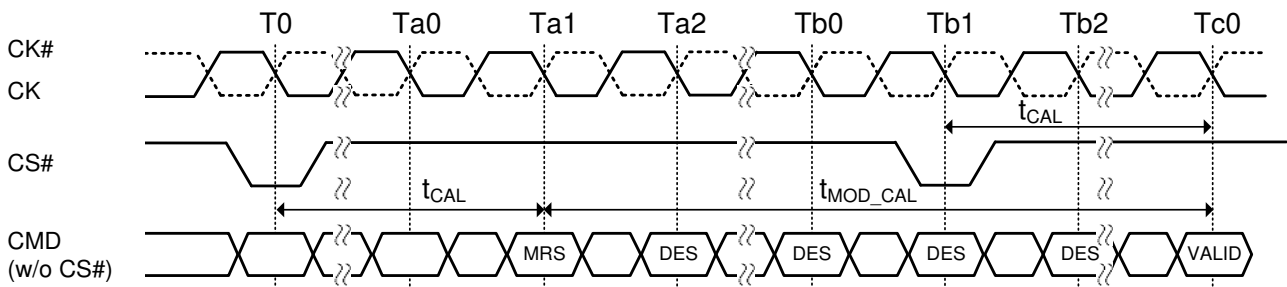 T0 Ta0 Ta1 Ta2 Tb0 Tb1 Tb2 Tc0
CK#
CK
tCAL
CS#
tCAL tMOD_CAL
CMD
(w/o CS#)
MRS DES DES DES DES VALID